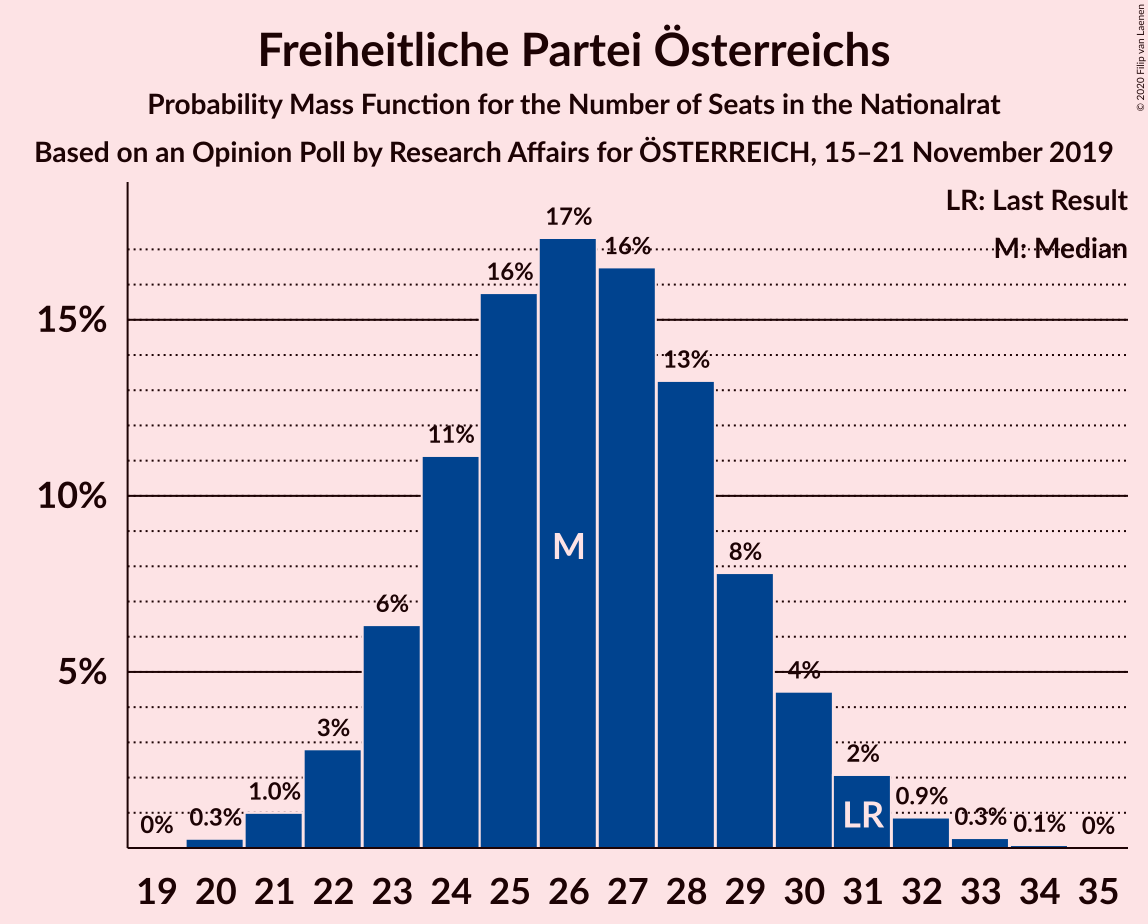 Freiheitliche Partei Österreichs
Probability Mass Function for the Number of Seats in the Nationalrat
Based on an Opinion Poll by Research Affairs for ÖSTERREICH, 15–21 November 2019
© 2020 Filip van Laenen
LR: Last Result
M: Median
15%
10%
5%
0%
0.3%
1.0%
3%
6%
11%
16%
17%
16%
13%
8%
4%
2%
0.9%
0.3%
0.1%
0%
M
LR
19 20 21 22 23 24 25 26 27 28 29 30 31 32 33 34 35